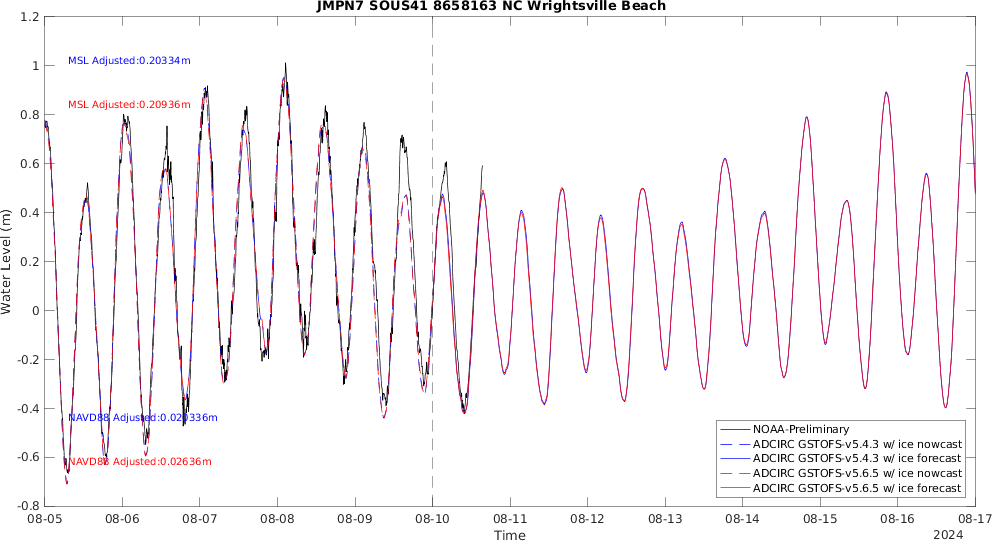 JMPN7 SOUS41 8658163 NC Wrightsville Beach
1.2
1
0.8
0.6
0.4
0.2
0
-0.2
-0.4
-0.6
-0.8
Water Level (m)
MSL Adjusted:0.20334m
MSL Adjusted:0.20936m
NAVD88 Adjusted:0.020336m
NAVD88 Adjusted:0.02636m
NOAA-Preliminary
ADCIRC GSTOFS-v5.4.3 w/ ice nowcast
ADCIRC GSTOFS-v5.4.3 w/ ice forecast
ADCIRC GSTOFS-v5.6.5 w/ ice nowcast
ADCIRC GSTOFS-v5.6.5 w/ ice forecast
08-05 08-06 08-07 08-08 08-09 08-10 08-11 08-12 08-13 08-14 08-15 08-16 08-17
Time
2024